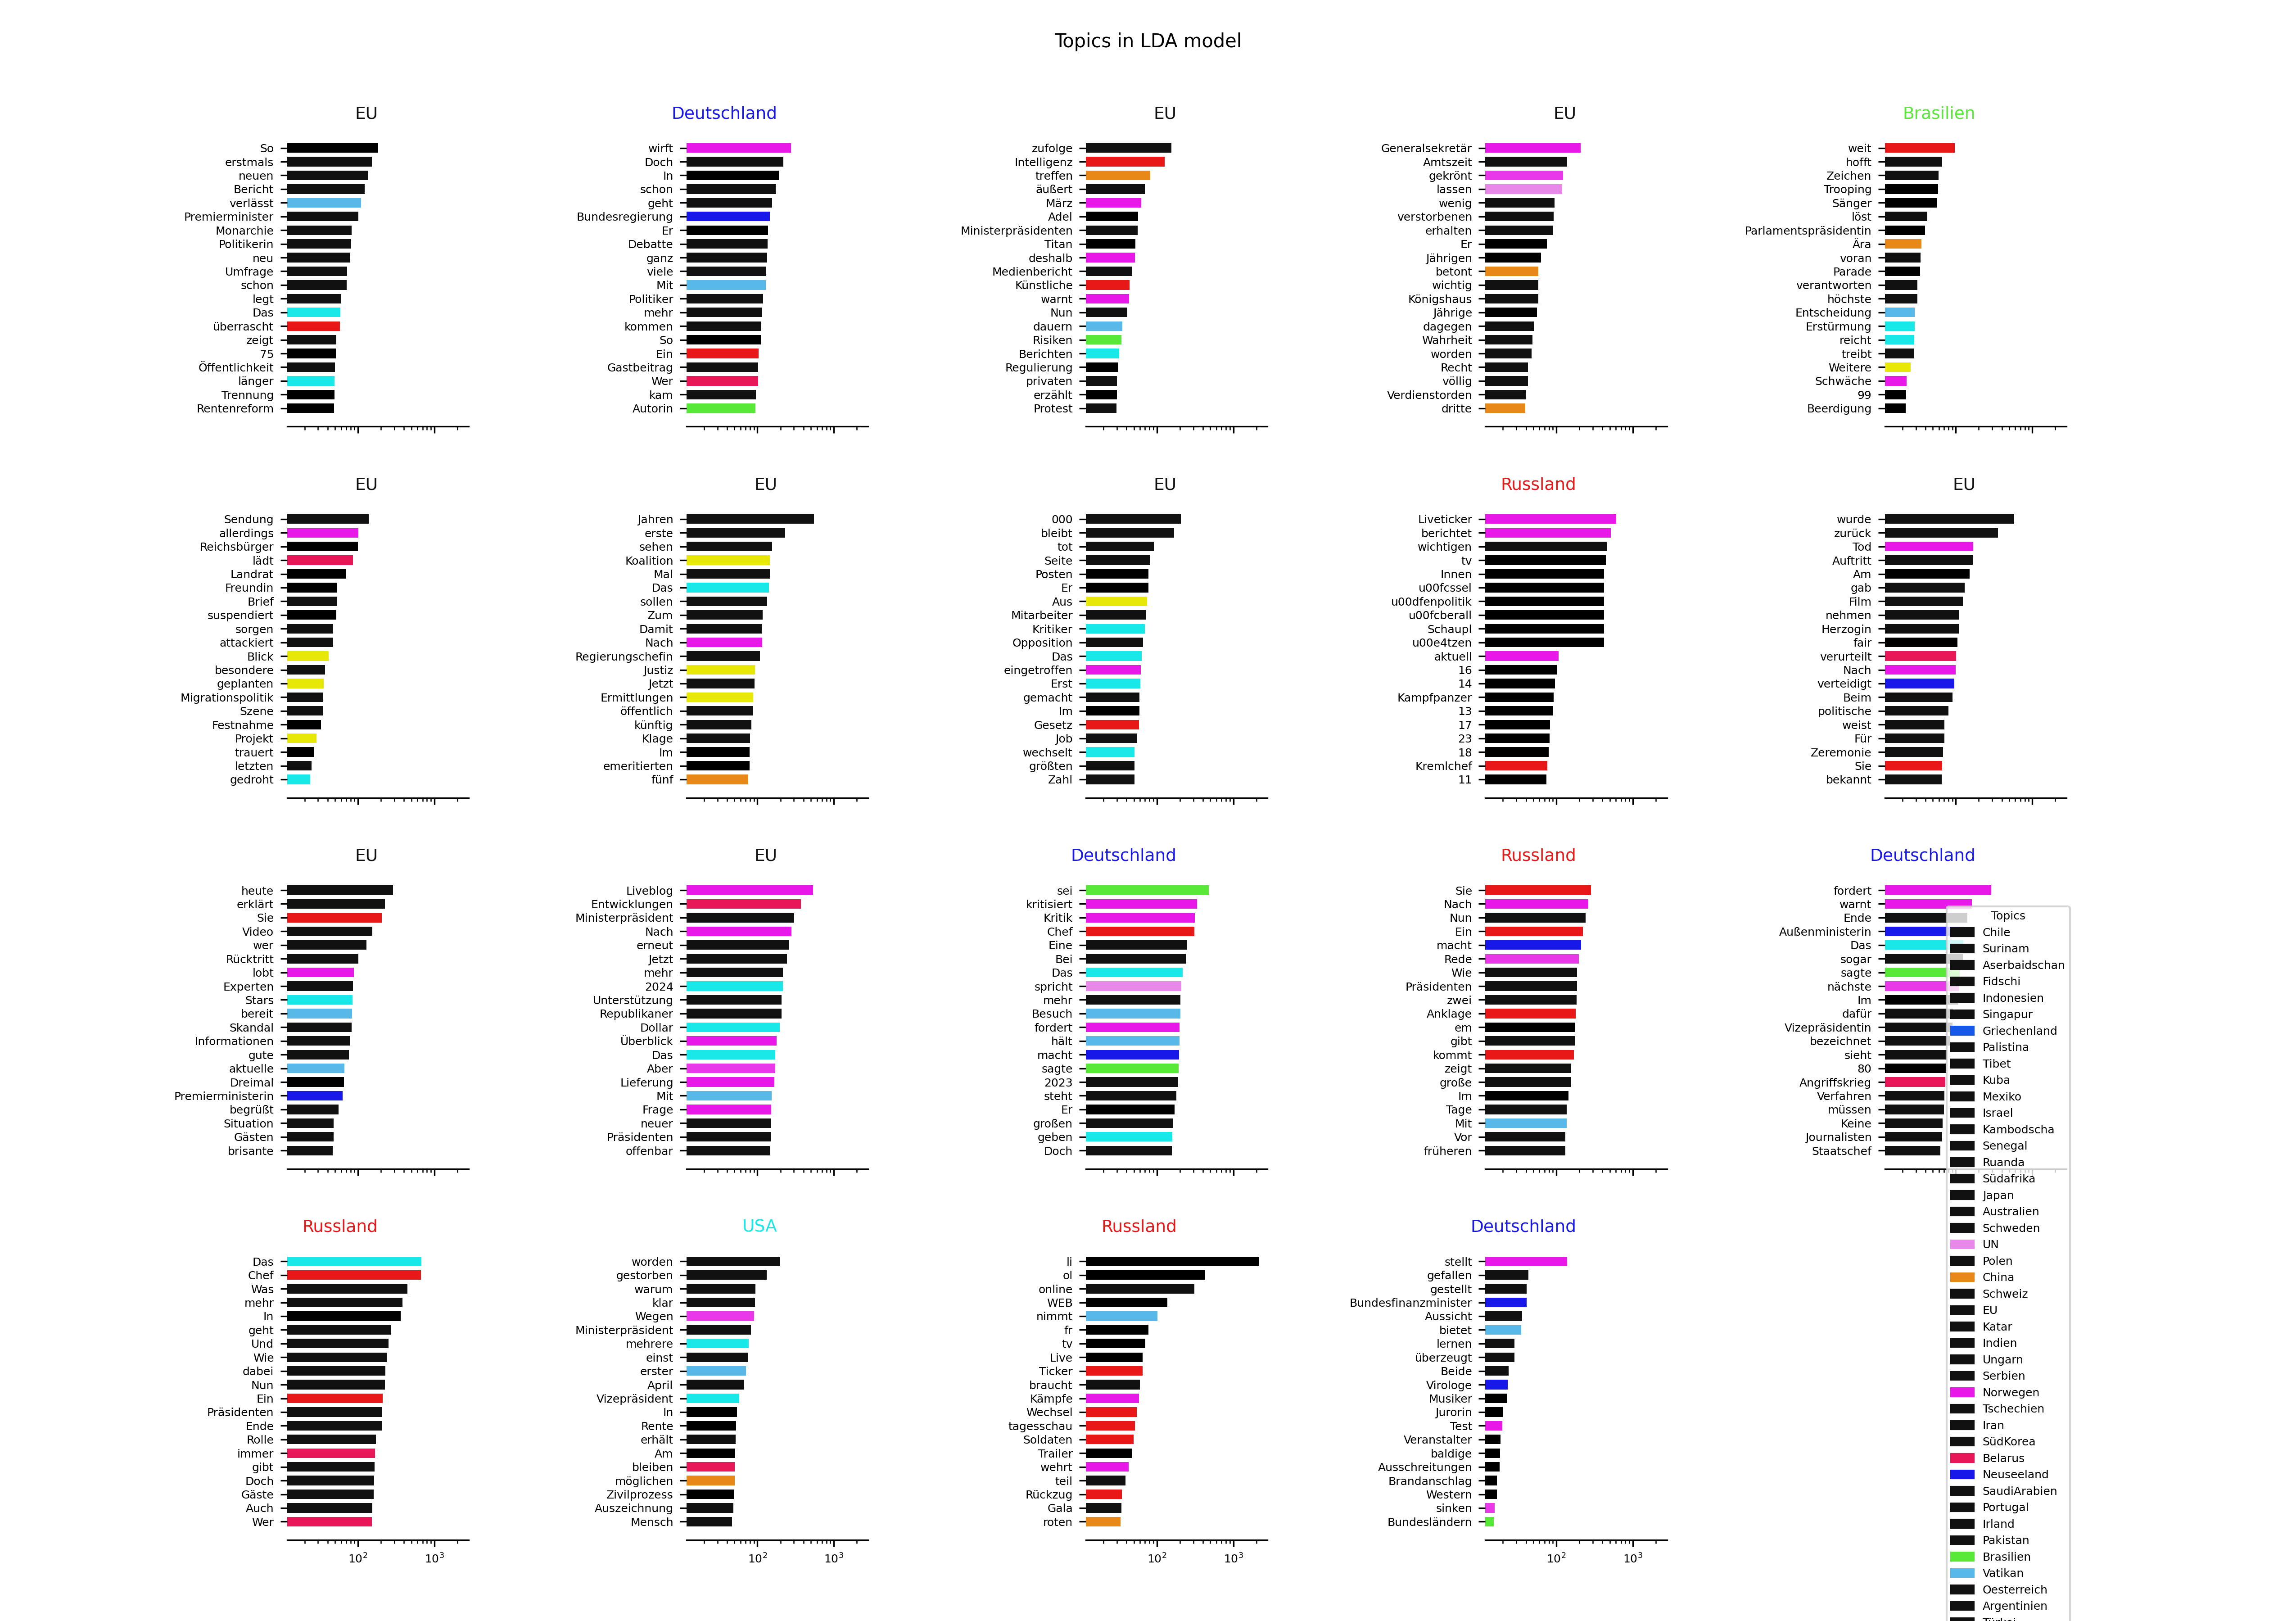 Topics in LDA model
EU
So
erstmals
neuen
Bericht
verlässt
Premierminister
Monarchie
Politikerin
neu
Umfrage
schon
legt
Das
überrascht
zeigt
75
Öffentlichkeit
länger
Trennung
Rentenreform
Deutschland
wirft
Doch
In
schon
geht
Bundesregierung
Er
Debatte
ganz
viele
Mit
Politiker
mehr
kommen
So
Ein
Gastbeitrag
Wer
kam
Autorin
EU
zufolge
Intelligenz
treffen
äußert
März
Adel
Ministerpräsidenten
Titan
deshalb
Medienbericht
Künstliche
warnt
Nun
dauern
Risiken
Berichten
Regulierung
privaten
erzählt
Protest
EU
Generalsekretär
Amtszeit
gekrönt
lassen
wenig
verstorbenen
erhalten
Er
Jährigen
betont
wichtig
Königshaus
Jährige
dagegen
Wahrheit
worden
Recht
völlig
Verdienstorden
dritte
Brasilien
weit
hofft
Zeichen
Trooping
Sänger
löst
Parlamentspräsidentin
Ära
voran
Parade
verantworten
höchste
Entscheidung
Erstürmung
reicht
treibt
Weitere
Schwäche
99
Beerdigung
EU
Sendung
allerdings
Reichsbürger
lädt
Landrat
Freundin
Brief
suspendiert
sorgen
attackiert
Blick
besondere
geplanten
Migrationspolitik
Szene
Festnahme
Projekt
trauert
letzten
gedroht
EU
Jahren
erste
sehen
Koalition
Mal
Das
sollen
Zum
Damit
Nach
Regierungschefin
Justiz
Jetzt
Ermittlungen
öffentlich
künftig
Klage
Im
emeritierten
fünf
EU
000
bleibt
tot
Seite
Posten
Er
Aus
Mitarbeiter
Kritiker
Opposition
Das
eingetroffen
Erst
gemacht
Im
Gesetz
Job
wechselt
größten
Zahl
Russland
Liveticker
berichtet
wichtigen
tv
Innen
u00fcssel
u00dfenpolitik
u00fcberall
Schaupl
u00e4tzen
aktuell
16
14
Kampfpanzer
13
17
23
18
Kremlchef
11
EU
wurde
zurück
Tod
Auftritt
Am
gab
Film
nehmen
Herzogin
fair
verurteilt
Nach
verteidigt
Beim
politische
weist
Für
Zeremonie
Sie
bekannt
EU
heute
erklärt
Sie
Video
wer
Rücktritt
lobt
Experten
Stars
bereit
Skandal
Informationen
gute
aktuelle
Dreimal
Premierministerin
begrüßt
Situation
Gästen
brisante
EU
Liveblog
Entwicklungen
Ministerpräsident
Nach
erneut
Jetzt
mehr
2024
Unterstützung
Republikaner
Dollar
Überblick
Das
Aber
Lieferung
Mit
Frage
neuer
Präsidenten
offenbar
Deutschland
sei
kritisiert
Kritik
Chef
Eine
Bei
Das
spricht
mehr
Besuch
fordert
hält
macht
sagte
2023
steht
Er
großen
geben
Doch
Russland
Sie
Nach
Nun
Ein
macht
Rede
Wie
Präsidenten
zwei
Anklage
em
gibt
kommt
zeigt
große
Im
Tage
Mit
Vor
früheren
Deutschland
fordert
warnt
Ende
Außenministerin
Das
sogar
sagte
nächste
Im
dafür
Vizepräsidentin
bezeichnet
sieht
80
Angriffskrieg
Verfahren
müssen
Keine
Journalisten
Staatschef
Russland
Das
Chef
Was
mehr
In
geht
Und
Wie
dabei
Nun
Ein
Präsidenten
Ende
Rolle
immer
gibt
Doch
Gäste
Auch
Wer
10² 10³
USA
worden
gestorben
warum
klar
Wegen
Ministerpräsident
mehrere
einst
erster
April
Vizepräsident
In
Rente
erhält
Am
bleiben
möglichen
Zivilprozess
Auszeichnung
Mensch
10² 10³
Russland
li
ol
online
WEB
nimmt
fr
tv
Live
Ticker
braucht
Kämpfe
Wechsel
tagesschau
Soldaten
Trailer
wehrt
teil
Rückzug
Gala
roten
10² 10³
Deutschland
stellt
gefallen
gestellt
Bundesfinanzminister
Aussicht
bietet
lernen
überzeugt
Beide
Virologe
Musiker
Jurorin
Test
Veranstalter
baldige
Ausschreitungen
Brandanschlag
Western
sinken
Bundesländern
10² 10³
Topics
Chile
Surinam
Aserbaidschan
Fidschi
Indonesien
Singapur
Griechenland
Palistina
Tibet
Kuba
Mexiko
Israel
Kambodscha
Senegal
Ruanda
Südafrika
Japan
Australien
Schweden
UN
Polen
China
Schweiz
EU
Katar
Indien
Ungarn
Serbien
Norwegen
Tschechien
Iran
SüdKorea
Belarus
Neuseeland
SaudiArabien
Portugal
Irland
Pakistan
Brasilien
Vatikan
Oesterreich
Argentinien